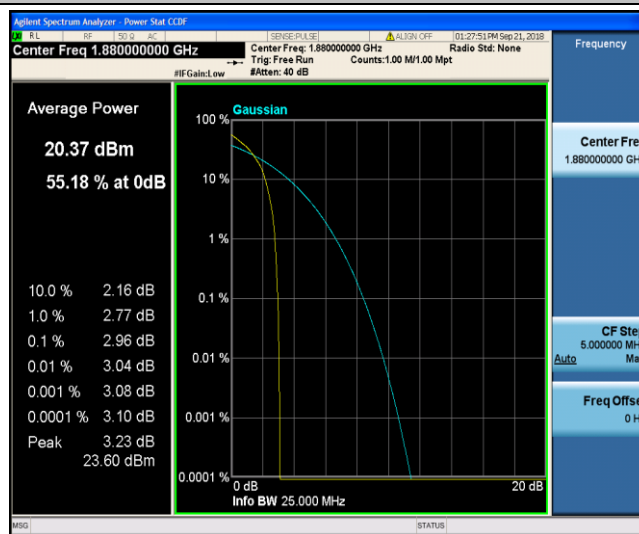 Agilent Spectrum Analyzer - Power Stat CCDF
RL RF 50 Ω AC SENSE:PULSE ALIGN OFF 01:27:51 PM Sep 21, 2018
Center Freq 1.880000000 GHz
Center Freq: 1.880000000 GHz Radio Std: None
Trig: Free Run Counts:1.00 M/1.00 Mpt
#IFGain:Low #Atten: 40 dB
Frequency
Average Power
20.37 dBm
55.18 % at 0dB
10.0 % 2.16 dB
1.0 % 2.77 dB
0.1 % 2.96 dB
0.01 % 3.04 dB
0.001 % 3.08 dB
0.0001 % 3.10 dB
Peak 3.23 dB
23.60 dBm
Gaussian
100 %
10 %
1 %
0.1 %
0.01 %
0.001 %
0.0001 %
0 dB 20 dB
Info BW 25.000 MHz
Center Fre
1.880000000 GH
CF Ste
5.000000 MH
Auto Ma
Freq Offse
0 H
MSG STATUS